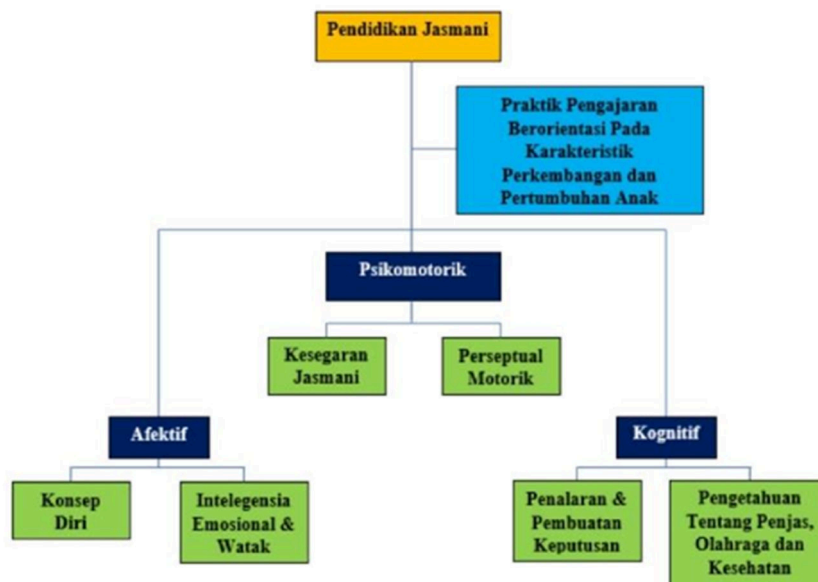 Pendidikan Jasmani
Praktik Pengajaran
Berorientasi Pada
Karakteristik
Perkembangan dan
Pertumbuhan Anak
Psikomotorik
Kesegaran
Jasmani
Perseptual
Motorik
Afektif
Kognitif
Konsep
Diri
Intelegensia
Emosional &
Watak
Penalaran &
Pembuatan
Keputusan
Pengetahuan
Tentang Penjas,
Olahraga dan
Kesehatan